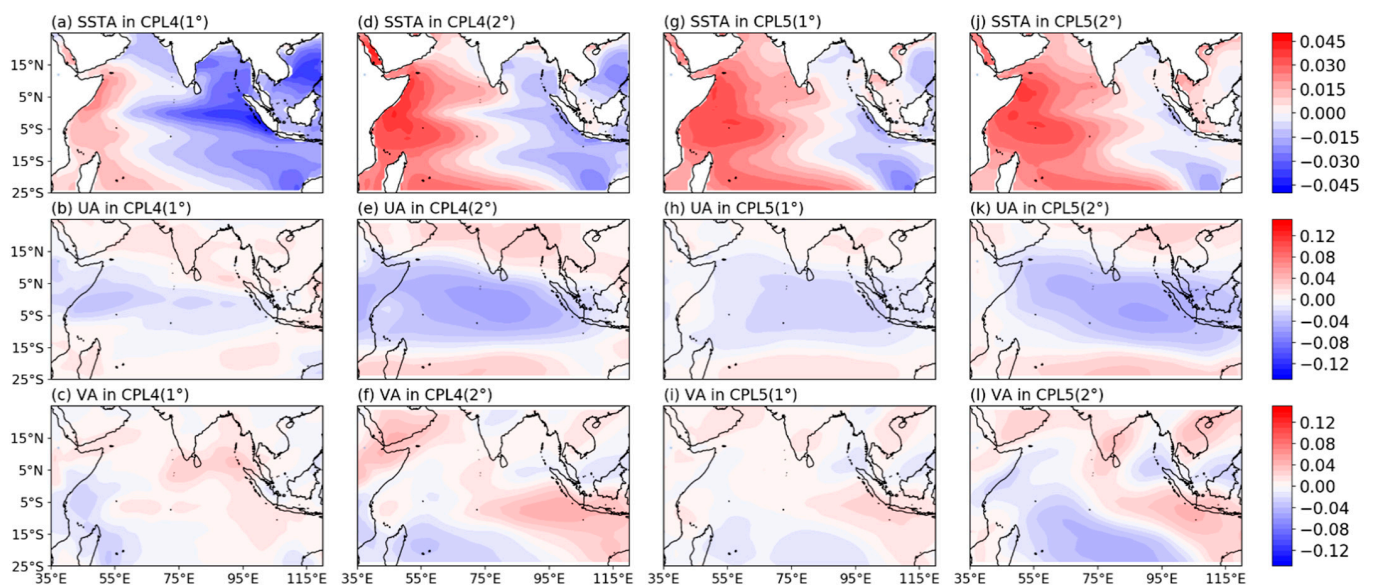 (a) SSTA in CPL4(1°) (d) SSTA in CPL4(2°) (g) SSTA in CPL5(1°) (j) SSTA in CPL5(2°)
15°N 0.045
5°N 0.030
0.015
5°S 0.000
−0.015
15°S −0.030
25°S −0.045
(b) UA in CPL4(1°) (e) UA in CPL4(2°) (h) UA in CPL5(1°) (k) UA in CPL5(2°)
15°N 0.12
0.08
5°N 0.04
0.00
5°S −0.04
15°S −0.08
−0.12
25°S
(c) VA in CPL4(1°) (f) VA in CPL4(2°) (i) VA in CPL5(1°) (l) VA in CPL5(2°)
15°N 0.12
0.08
5°N 0.04
0.00
5°S −0.04
15°S −0.08
−0.12
25°S
35°E 55°E 75°E 95°E 115°E 35°E 55°E 75°E 95°E 115°E 35°E 55°E 75°E 95°E 115°E 35°E 55°E 75°E 95°E 115°E